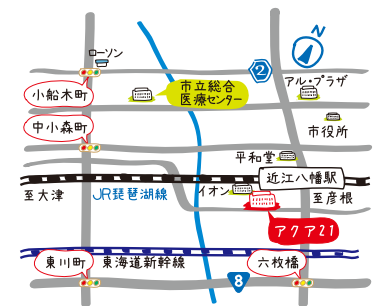 N
ローソン
2
アル・プラザ
小船木町
市立総合
医療センター
市役所
中小森町
平和堂
近江八幡駅
至大津
JR琵琶湖線
イオン
至彦根
アクア21
東川町
東海道新幹線
六枚橋
8